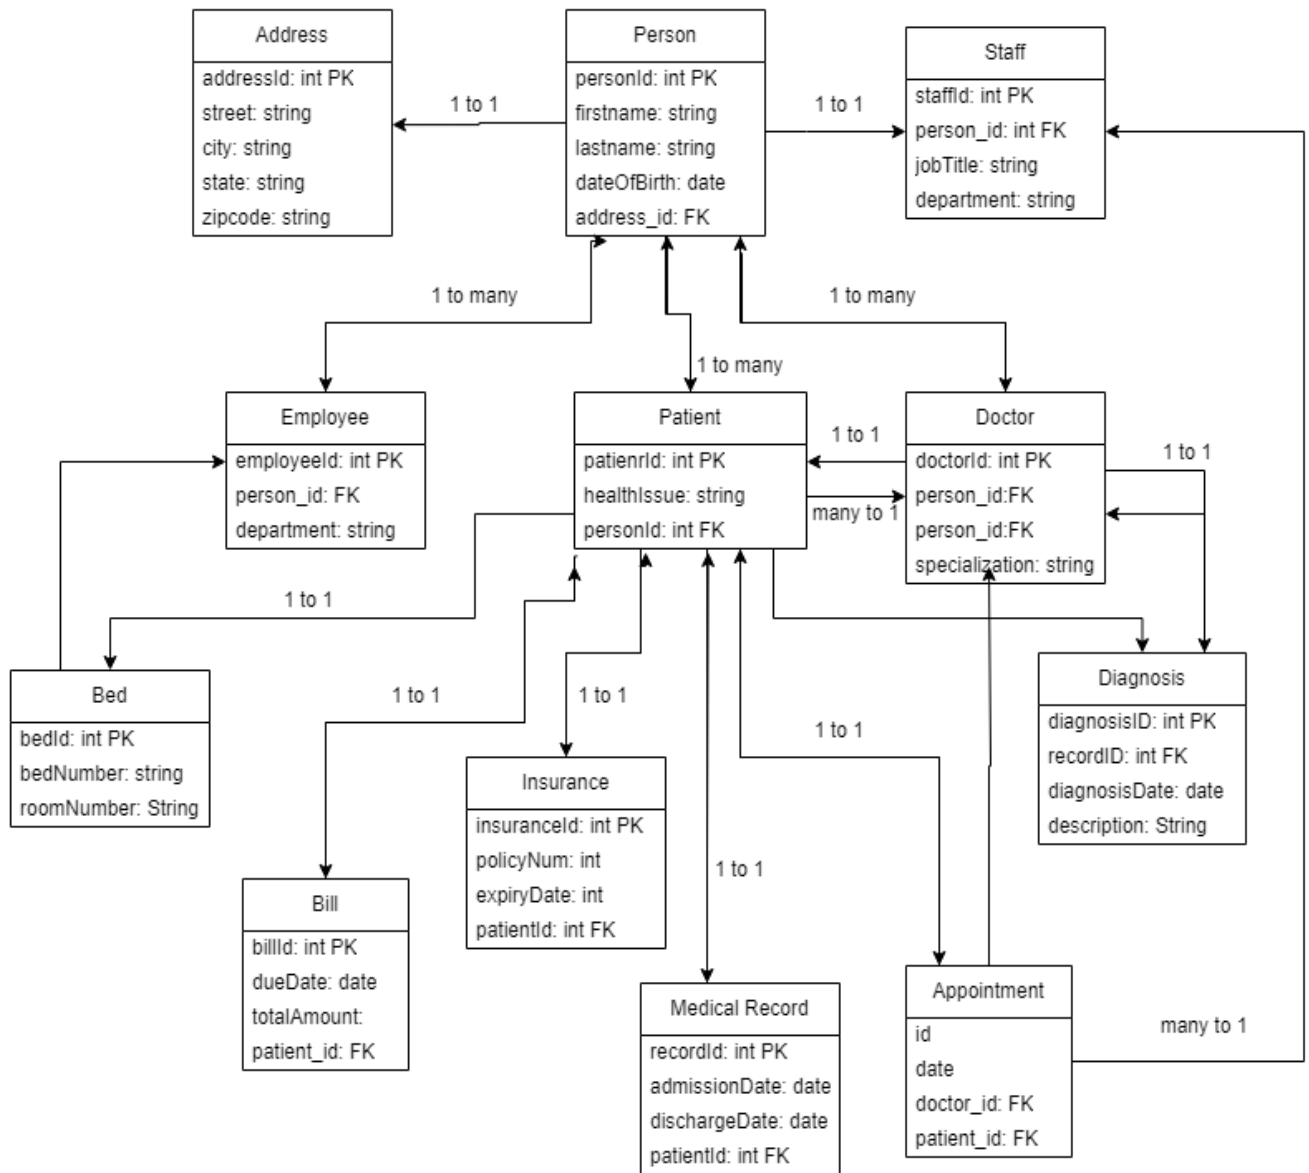 Address
addressId: int PK
street: string
city: string
state: string
zipcode: string
1 to 1
Person
personId: int PK
firstname: string
lastname: string
dateOfBirth: date
address_id: FK
1 to 1
Staff
staffId: int PK
person_id: int FK
jobTitle: string
department: string
1 to many
1 to many
1 to many
Employee
employeeId: int PK
person_id: FK
department: string
Patient
patienrId: int PK
healthIssue: string
personId: int FK
1 to 1
many to 1
Doctor
doctorId: int PK
person_id:FK
person_id:FK
specialization: string
1 to 1
1 to 1
Bed
bedId: int PK
bedNumber: string
roomNumber: String
1 to 1
1 to 1
1 to 1
Diagnosis
diagnosisID: int PK
recordID: int FK
diagnosisDate: date
description: String
Insurance
insuranceId: int PK
policyNum: int
expiryDate: int
patientId: int FK
1 to 1
Bill
billId: int PK
dueDate: date
totalAmount:
patient_id: FK
Medical Record
recordId: int PK
admissionDate: date
dischargeDate: date
patientId: int FK
Appointment
id
date
doctor_id: FK
patient_id: FK
many to 1